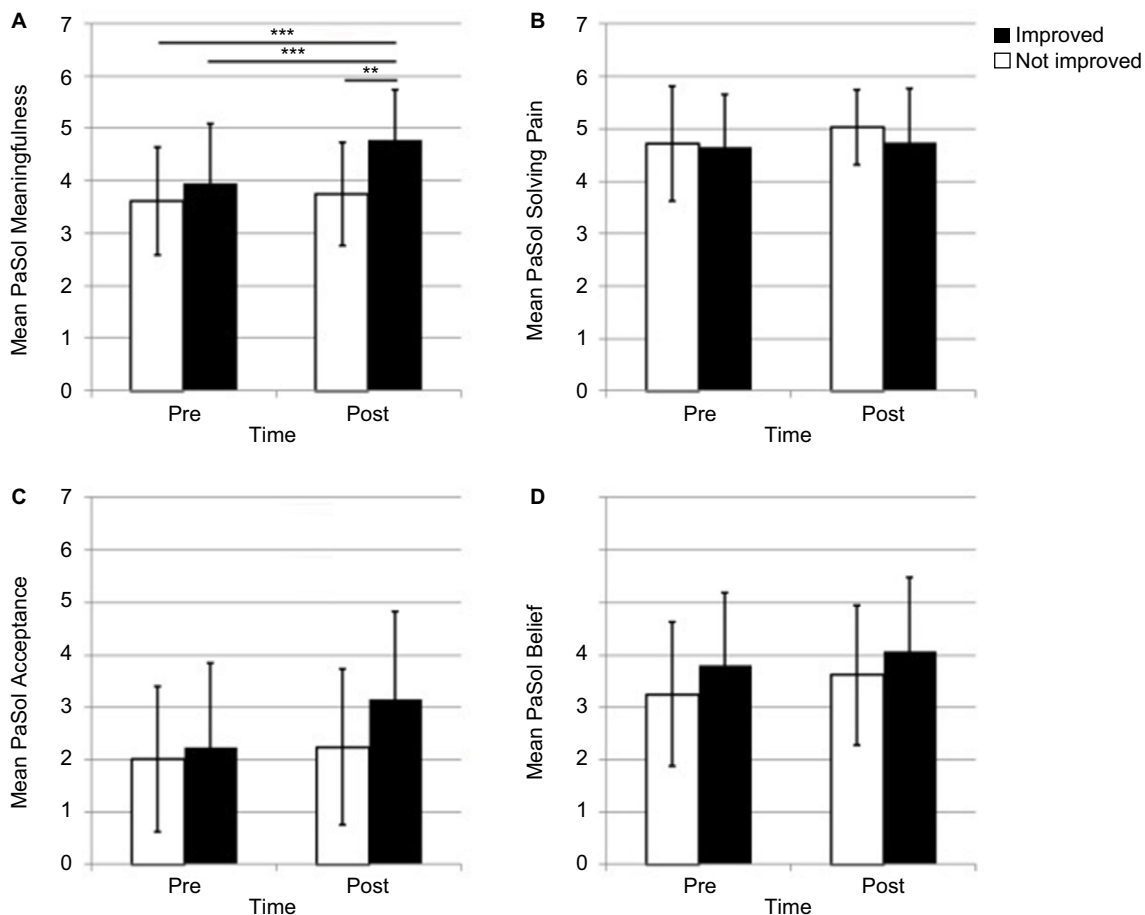 A
Mean PaSol Meaningfulness
7
6
5
4
3
2
1
0
***
***
**
Pre
Post
Time
B
Mean PaSol Solving Pain
7
6
5
4
3
2
1
0
Pre
Post
Time
Improved
Not improved
C
Mean PaSol Acceptance
7
6
5
4
3
2
1
0
Pre
Post
Time
D
Mean PaSol Belief
4
3
2
1
0
Pre
Post
Time